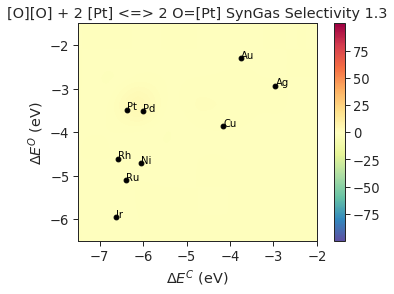 [O][O] + 2 [Pt] <=> 2 O=[Pt] SynGas Selectivity 1.3
−2
−3
−4
−5
−6
ΔE^O (eV)
Au
Ag
Pt
Pd
Cu
Rh
Ni
Ru
Ir
−7
−6
−5
−4
−3
−2
ΔE^C (eV)
75
50
25
0
−25
−50
−75